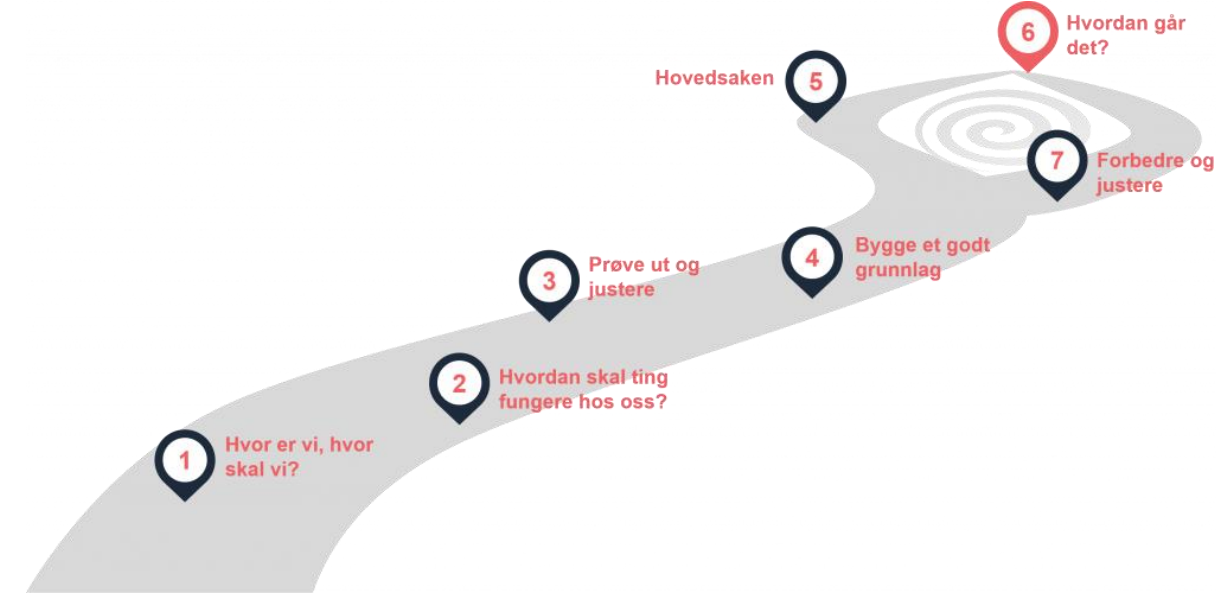 1
Hvor er vi, hvor
skal vi?
2
Hvordan skal ting
fungere hos oss?
3
Prøve ut og
justere
4
Bygge et godt
grunnlag
5
Hovedsaken
6
Hvordan går
det?
7
Forbedre og
justere